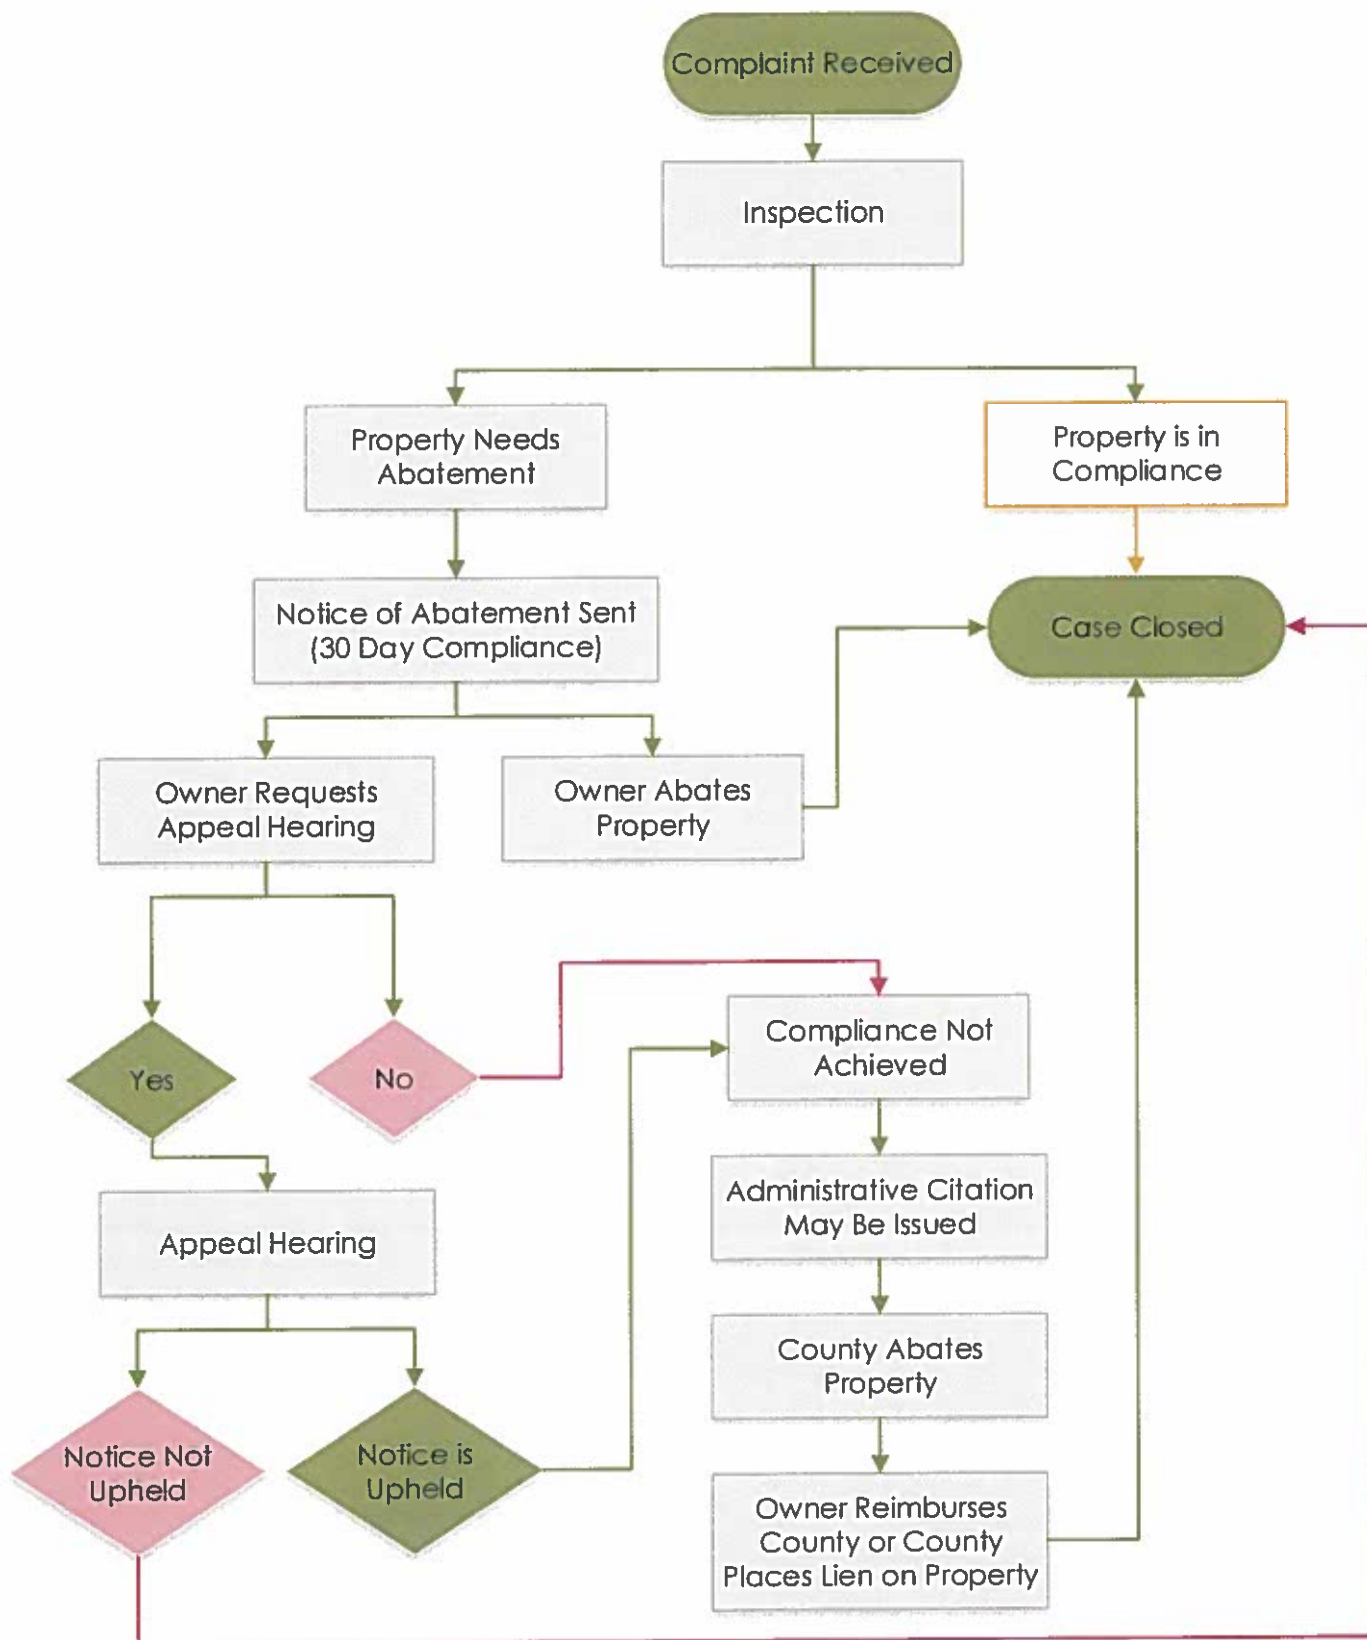 Complaint Received
Inspection
Property Needs
Abatement
Property is in
Compliance
Notice of Abatement Sent
(30 Day Compliance)
Case Closed
Owner Requests
Appeal Hearing
Owner Abates
Property
Yes
No
Compliance Not
Achieved
Administrative Citation
May Be Issued
Appeal Hearing
County Abates
Property
Notice Not
Upheld
Notice is
Upheld
Owner Reimburses
County or County
Places Lien on Property